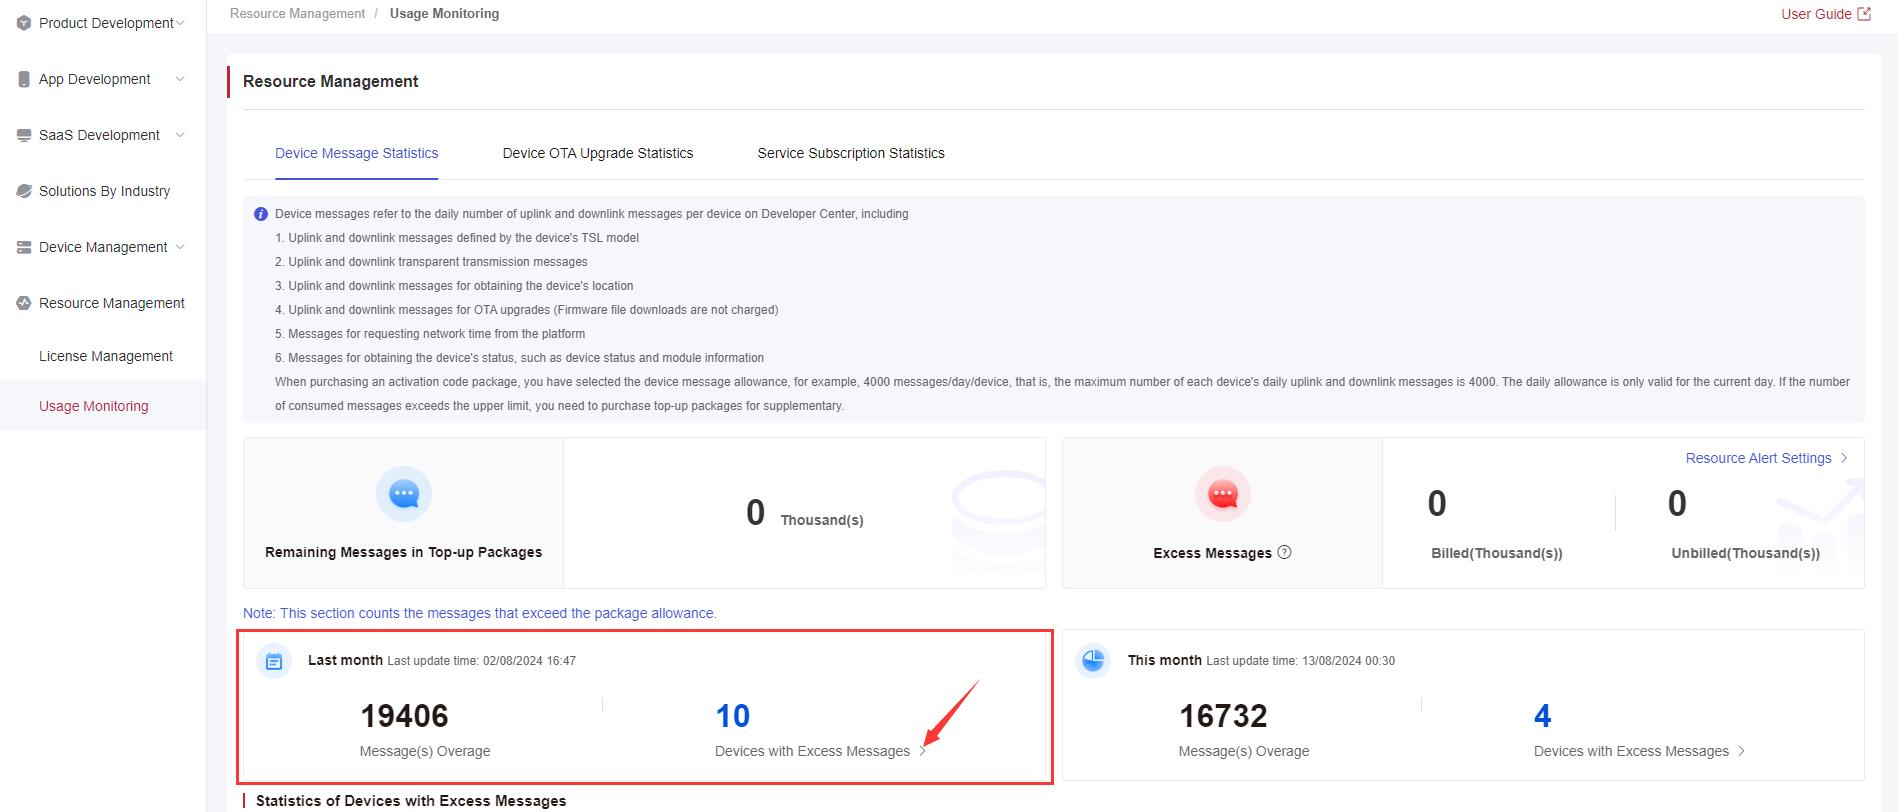 Product Development
App Development
SaaS Development
Solutions By Industry
Device Management
Resource Management
License Management
Usage Monitoring
Resource Management / Usage Monitoring
User Guide
Resource Management
Device Message Statistics
Device OTA Upgrade Statistics
Service Subscription Statistics
Device messages refer to the daily number of uplink and downlink messages per device on Developer Center, including
1. Uplink and downlink messages defined by the device's TSL model
2. Uplink and downlink transparent transmission messages
3. Uplink and downlink messages for obtaining the device's location
4. Uplink and downlink messages for OTA upgrades (Firmware file downloads are not charged)
5. Messages for requesting network time from the platform
6. Messages for obtaining the device's status, such as device status and module information
When purchasing an activation code package, you have selected the device message allowance, for example, 4000 messages/day/device, that is, the maximum number of each device's daily uplink and downlink messages is 4000. The daily allowance is only valid for the current day. If the number
of consumed messages exceeds the upper limit, you need to purchase top-up packages for supplementary.
Remaining Messages in Top-up Packages
0 Thousand(s)
Excess Messages
Resource Alert Settings
0
Billed(Thousand(s))
0
Unbilled(Thousand(s))
Note: This section counts the messages that exceed the package allowance.
Last month Last update time: 02/08/2024 16:47
19406
Message(s) Overage
10
Devices with Excess Messages
This month Last update time: 13/08/2024 00:30
16732
Message(s) Overage
4
Devices with Excess Messages
Statistics of Devices with Excess Messages